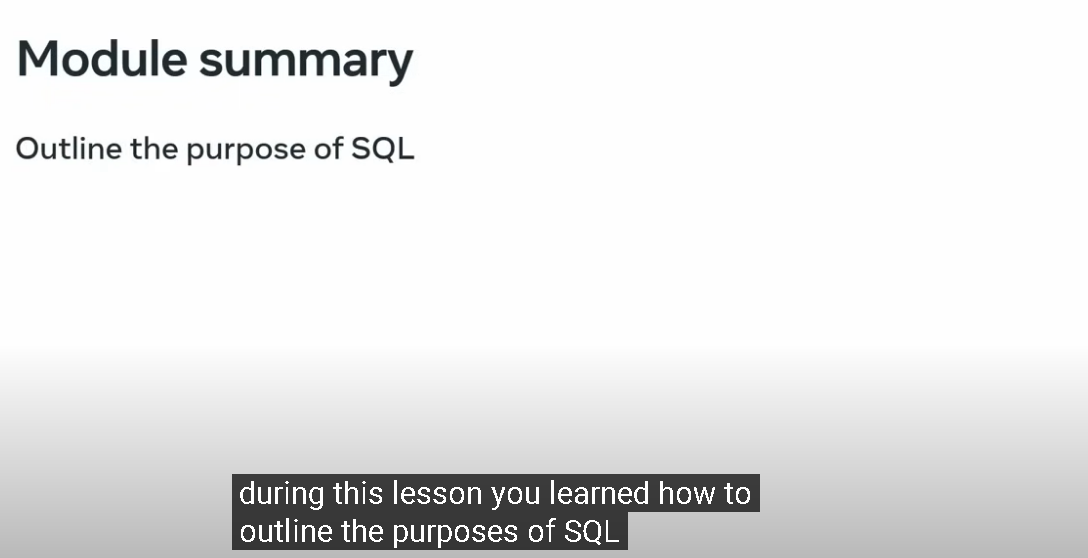 Module summary
Outline the purpose of SQL
during this lesson you learned how to
outline the purposes of SQL